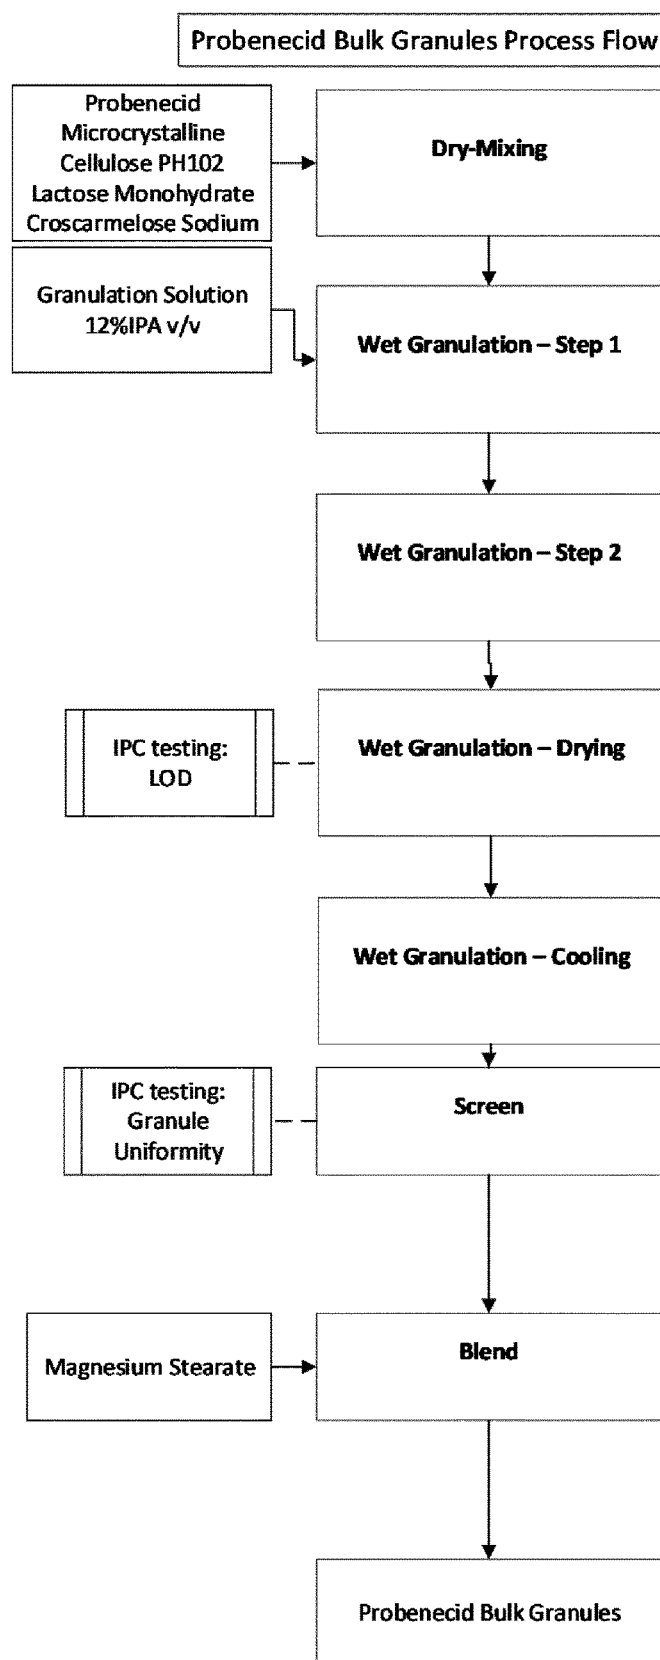 Probenecid Bulk Granules Process Flow
Probenecid
Microcrystalline
Cellulose PH102
Lactose Monohydrate
Croscarmelose Sodium
Dry-Mixing
Granulation Solution
12%IPA v/v
Wet Granulation – Step 1
Wet Granulation – Step 2
IPC testing:
LOD
Wet Granulation – Drying
Wet Granulation – Cooling
IPC testing:
Granule
Uniformity
Screen
Magnesium Stearate
Blend
Probenecid Bulk Granules